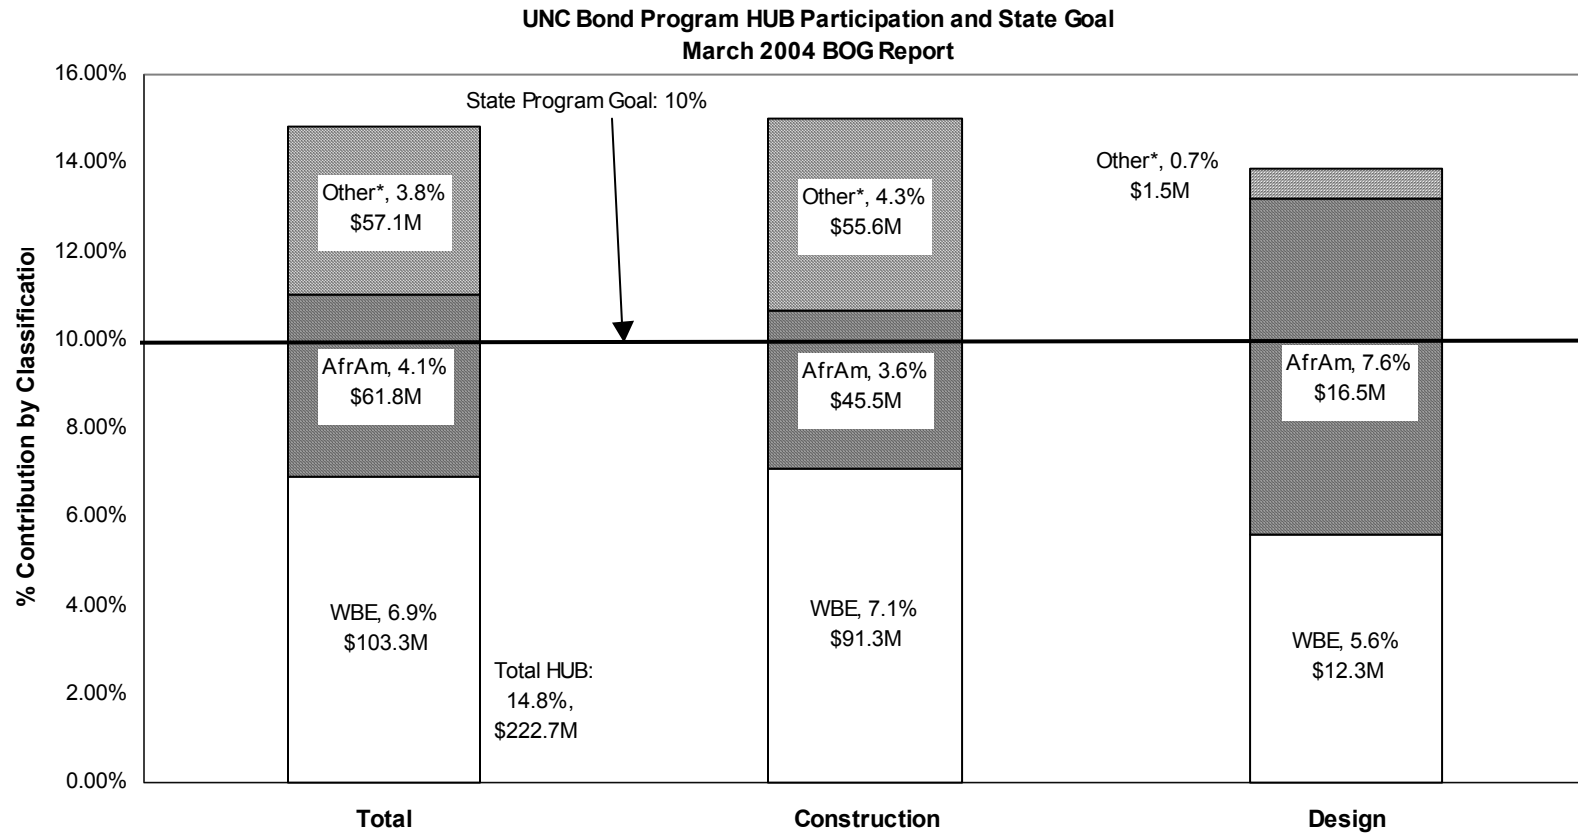 UNC Bond Program HUB Participation and State Goal
March 2004 BOG Report
% Contribution by Classification
16.00%
14.00%
12.00%
10.00%
8.00%
6.00%
4.00%
2.00%
0.00%
State Program Goal: 10%
Other*, 3.8%
$57.1M
AfrAm, 4.1%
$61.8M
WBE, 6.9%
$103.3M
Total HUB:
14.8%,
$222.7M
Other*, 4.3%
$55.6M
AfrAm, 3.6%
$45.5M
WBE, 7.1%
$91.3M
Other*, 0.7%
$1.5M
AfrAm, 7.6%
$16.5M
WBE, 5.6%
$12.3M
Total
Construction
Design